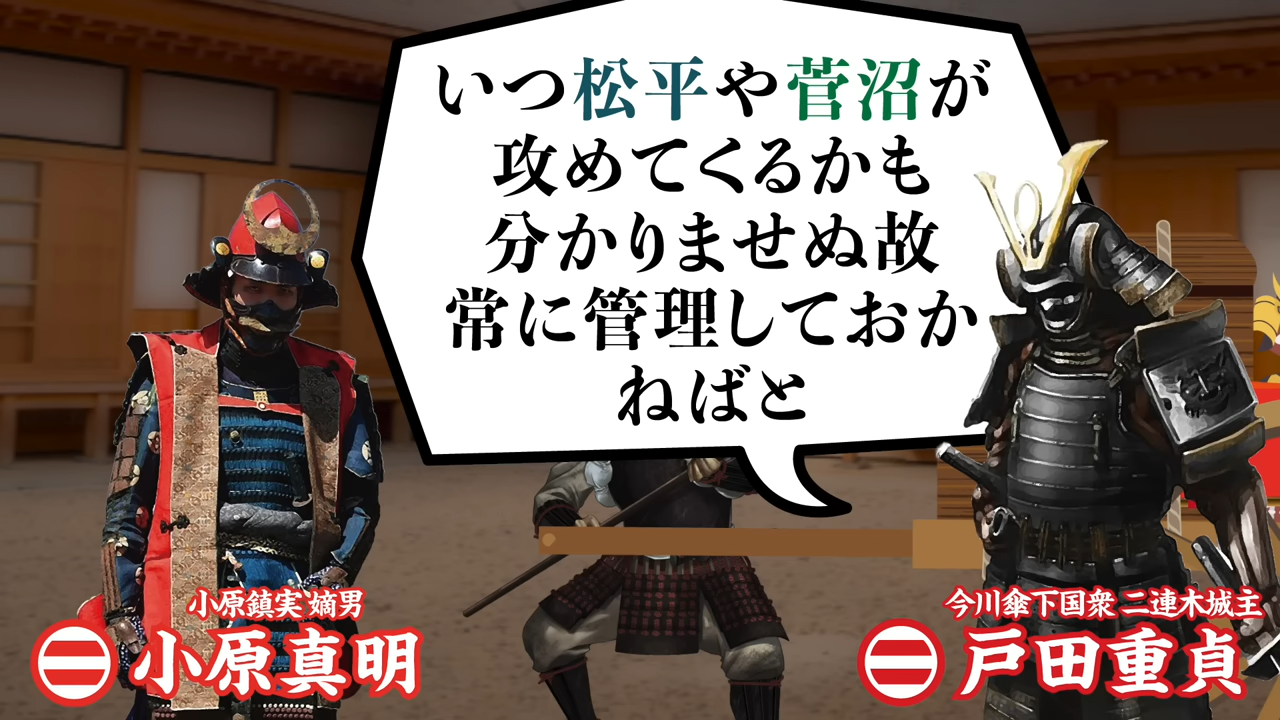 いつ松平や菅沼が
攻めてくるかも
分かりませぬ故
常に管理しておか
ねばと
小原鎮実 嫡男
小原真明
今川傘下国衆 二連木城主
戸田重貞